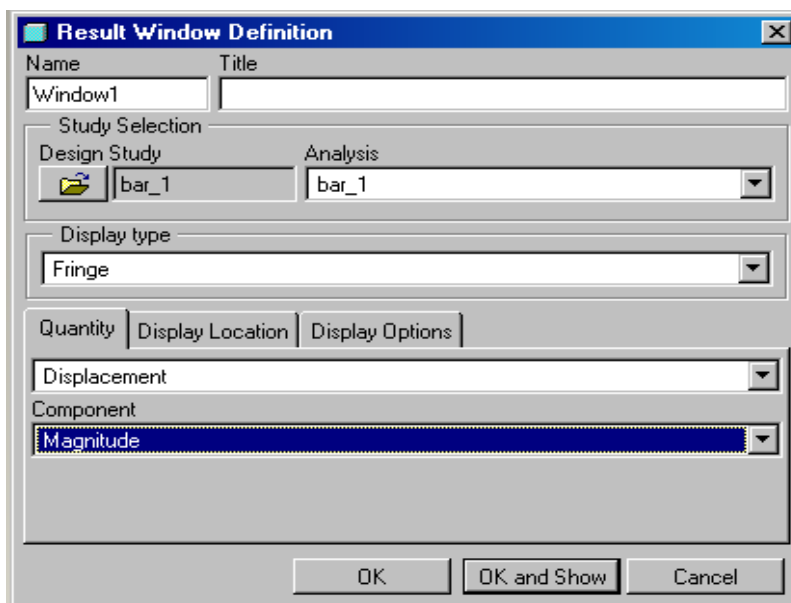 Result Window Definition
Name Title
Window1
Study Selection
Design Study Analysis
bar_1 bar_1
Display type
Fringe
Quantity Display Location Display Options
Displacement
Component
Magnitude
OK OK and Show Cancel